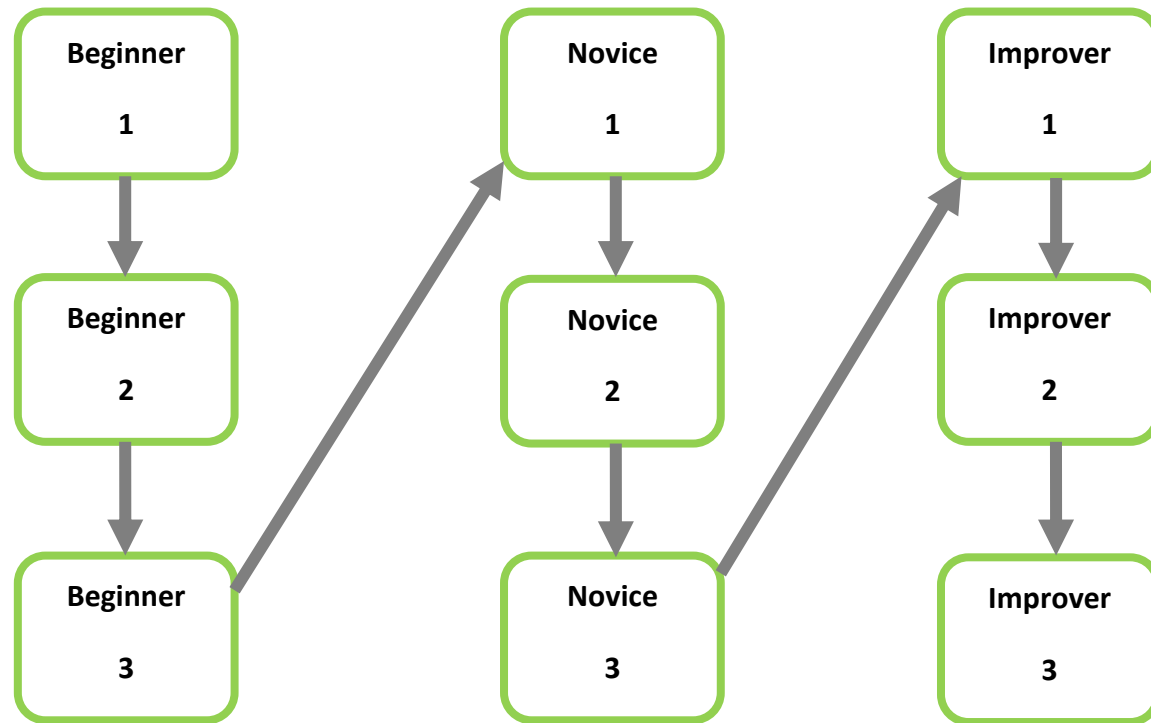 Beginner
1
Beginner
2
Beginner
3
Novice
1
Novice
2
Novice
3
Improver
1
Improver
2
Improver
3